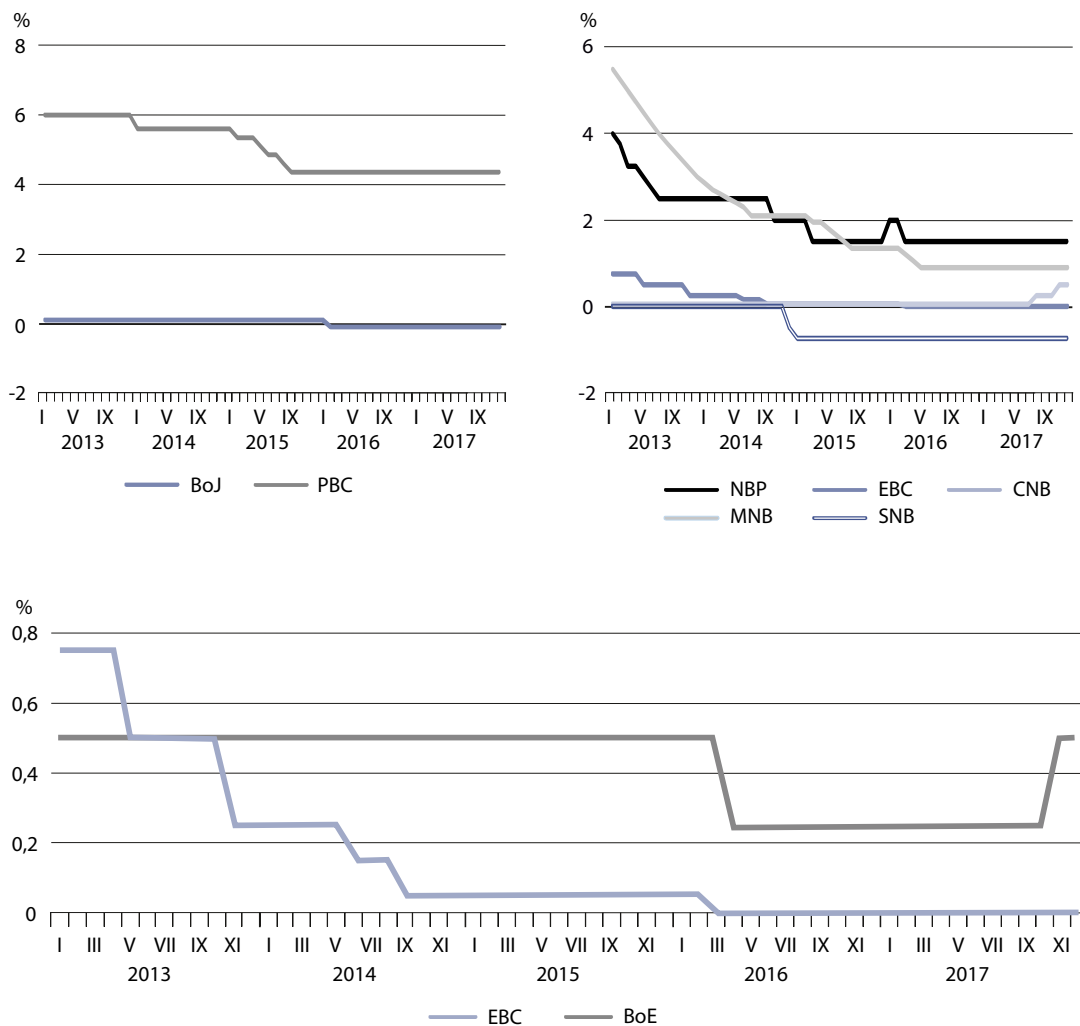 %
8
6
4
2
0
-2
I V IX I V IX I V IX I V IX I V IX
2013 2014 2015 2016 2017
BoJ PBC
%
6
4
2
0
-2
I V IX I V IX I V IX I V IX I V IX
2013 2014 2015 2016 2017
NBP EBC CNB
MNB SNB
%
0,8
0,6
0,4
0,2
0
I III V VII IX XI I III V VII IX XI I III V VII IX XI I III V VII IX XI I III V VII IX XI
2013 2014 2015 2016 2017
EBC BoE